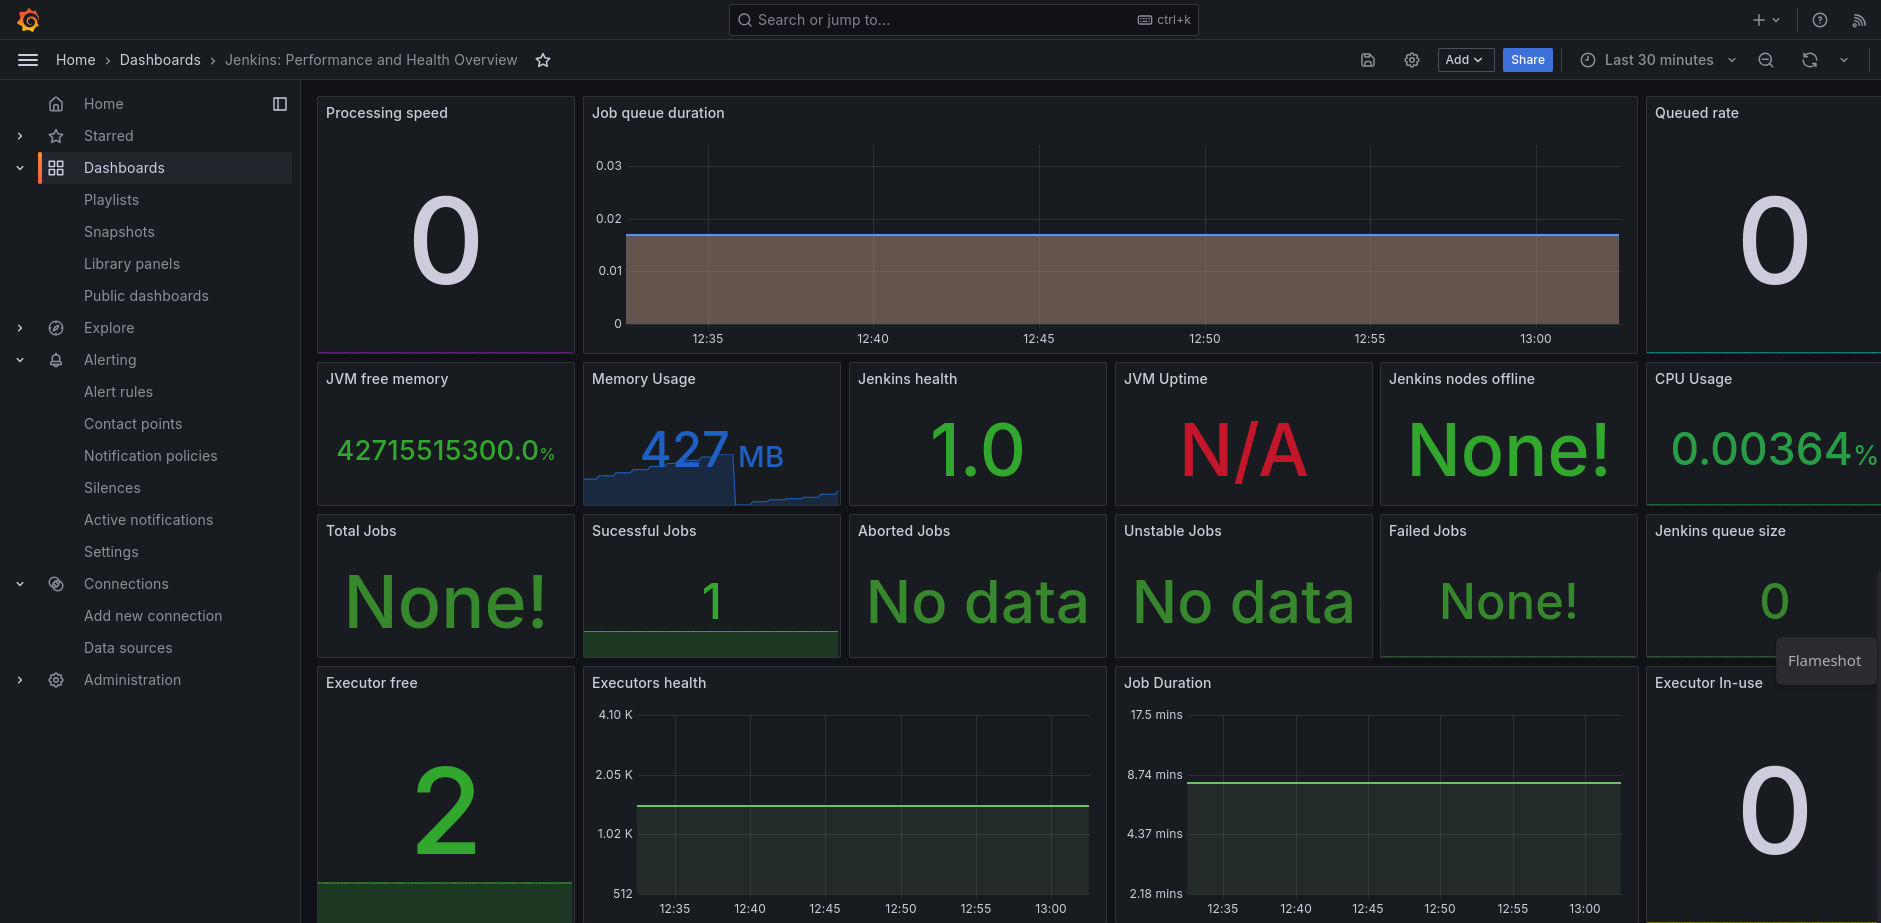 Search or jump to...
ctrl+k
Home
Dashboards
Jenkins: Performance and Health Overview
Add
Share
Last 30 minutes
Home
Starred
Dashboards
Playlists
Snapshots
Library panels
Public dashboards
Explore
Alerting
Alert rules
Contact points
Notification policies
Silences
Active notifications
Settings
Connections
Add new connection
Data sources
Administration
Processing speed
0
Job queue duration
0.03
0.02
0.01
0
12:35 12:40 12:45 12:50 12:55 13:00
Queued rate
0
JVM free memory
42715515300.0%
Memory Usage
427 MB
Jenkins health
1.0
JVM Uptime
N/A
Jenkins nodes offline
None!
CPU Usage
0.00364%
Total Jobs
None!
Sucessful Jobs
1
Aborted Jobs
No data
Unstable Jobs
No data
Failed Jobs
None!
Jenkins queue size
0
Flameshot
Executor free
2
Executors health
4.10 K
2.05 K
1.02 K
512
12:35 12:40 12:45 12:50 12:55 13:00
Job Duration
17.5 mins
8.74 mins
4.37 mins
2.18 mins
12:35 12:40 12:45 12:50 12:55 13:00
Executor In-use
0